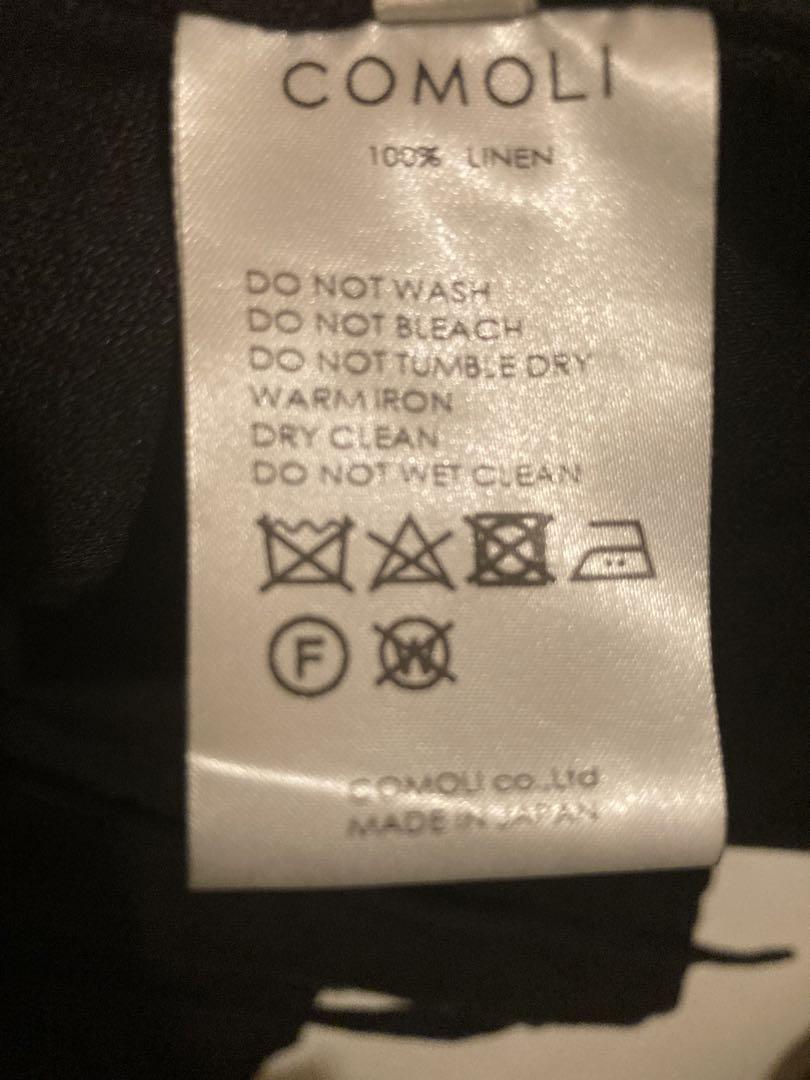 COMOLI
100% LINEN
DO NOT WASH
DO NOT BLEACH
DO NOT TUMBLE DRY
WARM IRON
DRY CLEAN
DO NOT WET CLEAN
F W
COMOLI co.,Ltd
MADE IN JAPAN